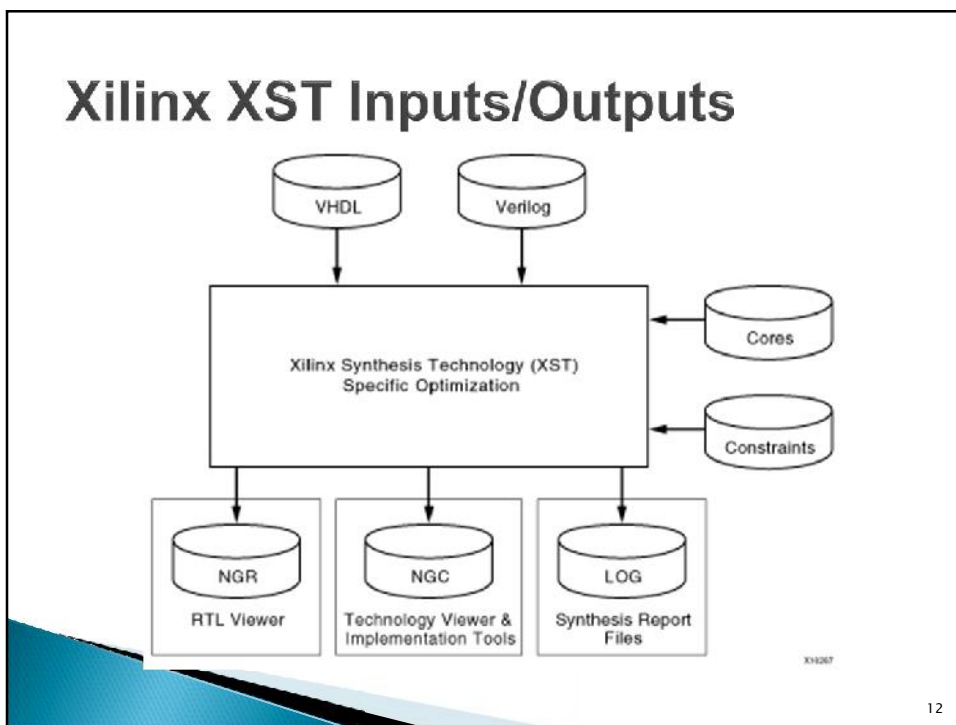 Xilinx XST Inputs/Outputs
VHDL
Verilog
Cores
Xilinx Synthesis Technology (XST)
Specific Optimization
Constraints
NGR
NGC
LOG
RTL Viewer
Technology Viewer &
Implementation Tools
Synthesis Report
Files
12